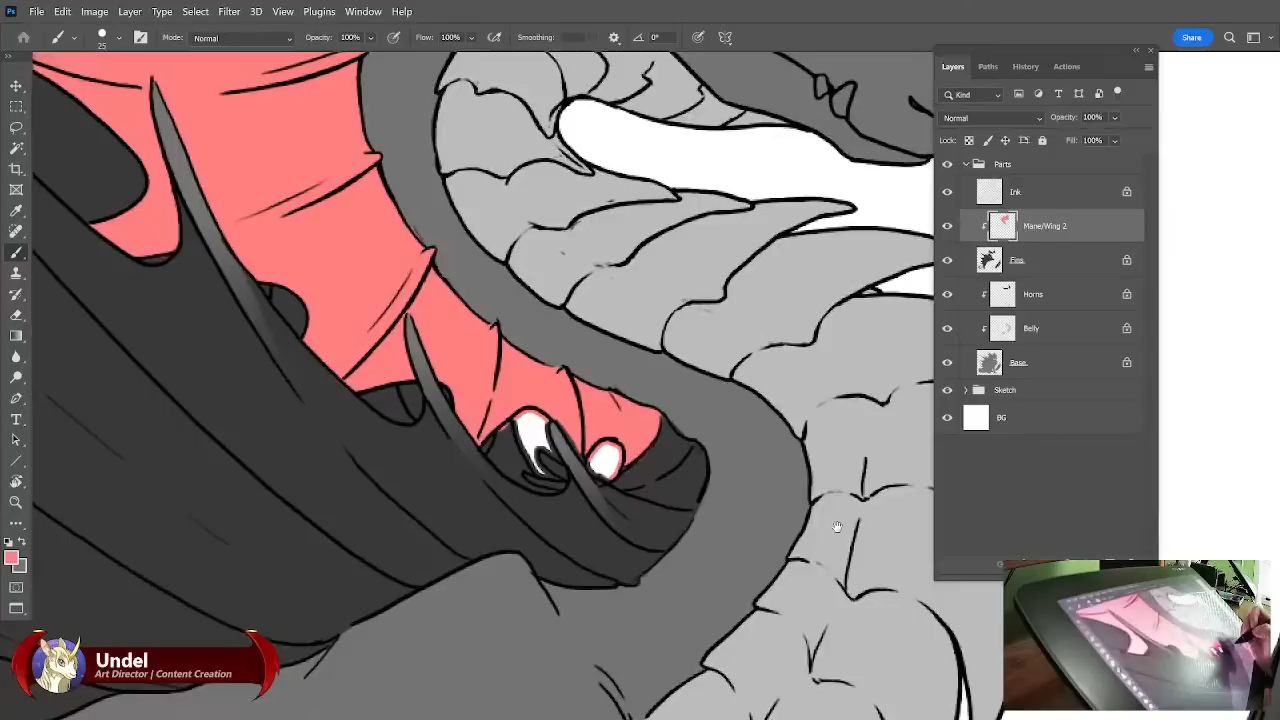 Ps File Edit Image Layer Type Select Filter 3D View Plugins Window Help
25 Mode: Normal Opacity: 100% Flow: 100% Smoothing: 0° Share
Layers Paths History Actions
Kind
Normal Opacity: 100%
Lock: Fill: 100%
Parts
Ink
Mane/Wing 2
Fins
Horns
Belly
Base
Sketch
BG
Undel
Art Director | Content Creation